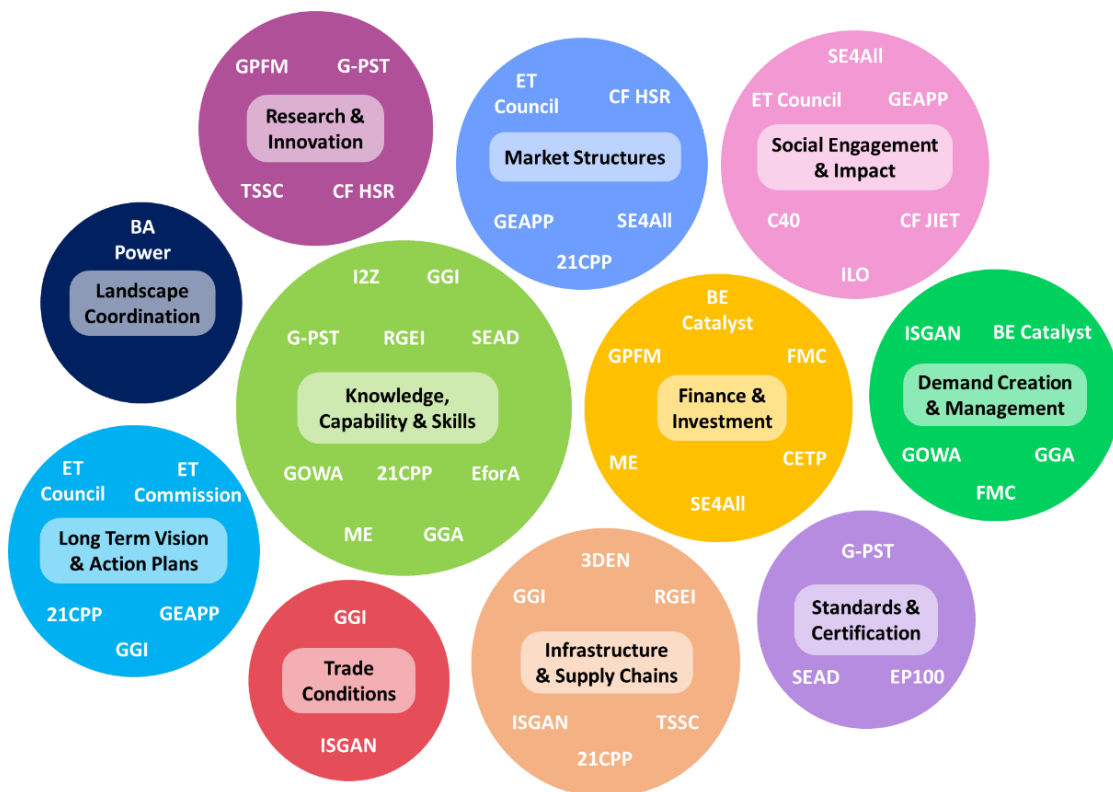 GPFM G-PST
Research &
Innovation
TSSC CF HSR
ET
Council
CF HSR
Market Structures
GEAPP SE4All
21CPP
SE4All
ET Council GEAPP
Social Engagement
& Impact
C40 CF JIET
ILO
BA
Power
Landscape
Coordination
I2Z GGI
G-PST RGEI SEAD
Knowledge,
Capability & Skills
GOWA 21CPP EforA
ME GGA
BE
Catalyst
GPFM FMC
Finance &
Investment
ME CETP
SE4All
ISGAN BE Catalyst
Demand Creation
& Management
GOWA GGA
FMC
ET
Council
ET
Commission
Long Term Vision
& Action Plans
21CPP GEAPP
GGI
GGI
Trade
Conditions
ISGAN
3DEN
GGI RGEI
Infrastructure
& Supply Chains
ISGAN TSSC
21CPP
G-PST
Standards &
Certification
SEAD EP100